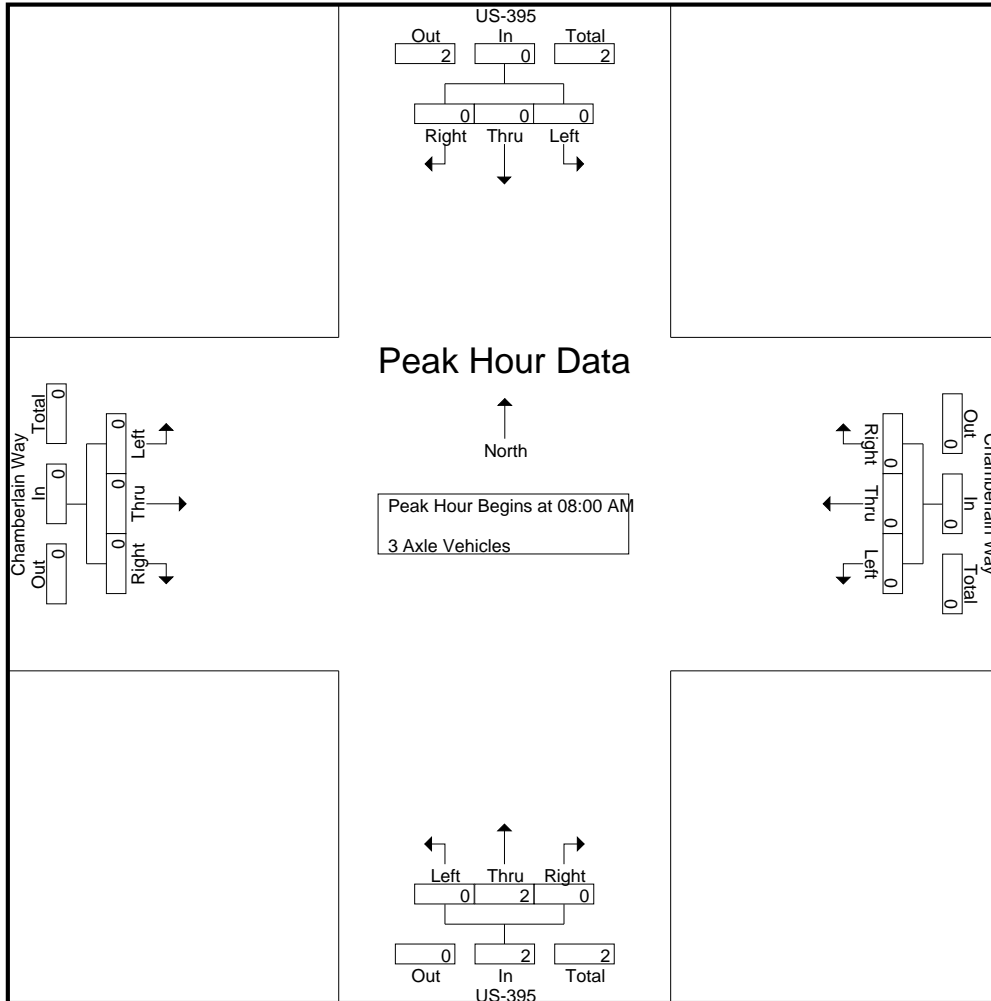 US-395
Out In Total
2 0 2
0 0 0
Right Thru Left
Peak Hour Data
North
Peak Hour Begins at 08:00 AM
3 Axle Vehicles
Chamberlain Way
Out In Total
0 0 0
0 0 0
Right Thru Left
Chamberlain Way
Total In Out
0 0 0
0 0 0
Left Thru Right
Left Thru Right
0 2 0
0 2 2
Out In Total
US-395